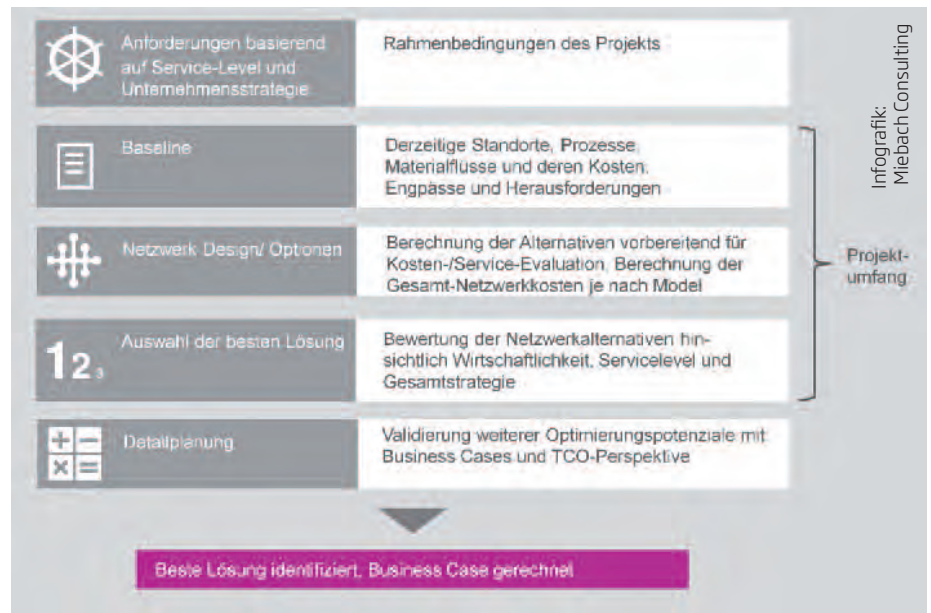 Anforderungen basierend
auf Service-Level und
Unternehmensstrategie
Rahmenbedingungen des Projekts
Baseline
Derzeitige Standorte, Prozesse,
Materialflüsse und deren Kosten,
Engpässe und Herausforderungen
Netzwerk Design/ Optionen
Berechnung der Alternativen vorbereitend für
Kosten-/Service-Evaluation, Berechnung der
Gesamt-Netzwerkkosten je nach Model
Auswahl der besten Lösung
123
Bewertung der Netzwerkalternativen hin-
sichtlich Wirtschaftlichkeit, Servicelevel und
Gesamtstrategie
Detailplanung
+ − × =
Validierung weiterer Optimierungspotenziale mit
Business Cases und TCO-Perspektive
Projekt-
umfang
Beste Lösung identifiziert, Business Case gerechnet
Infografik:
Miebach Consulting